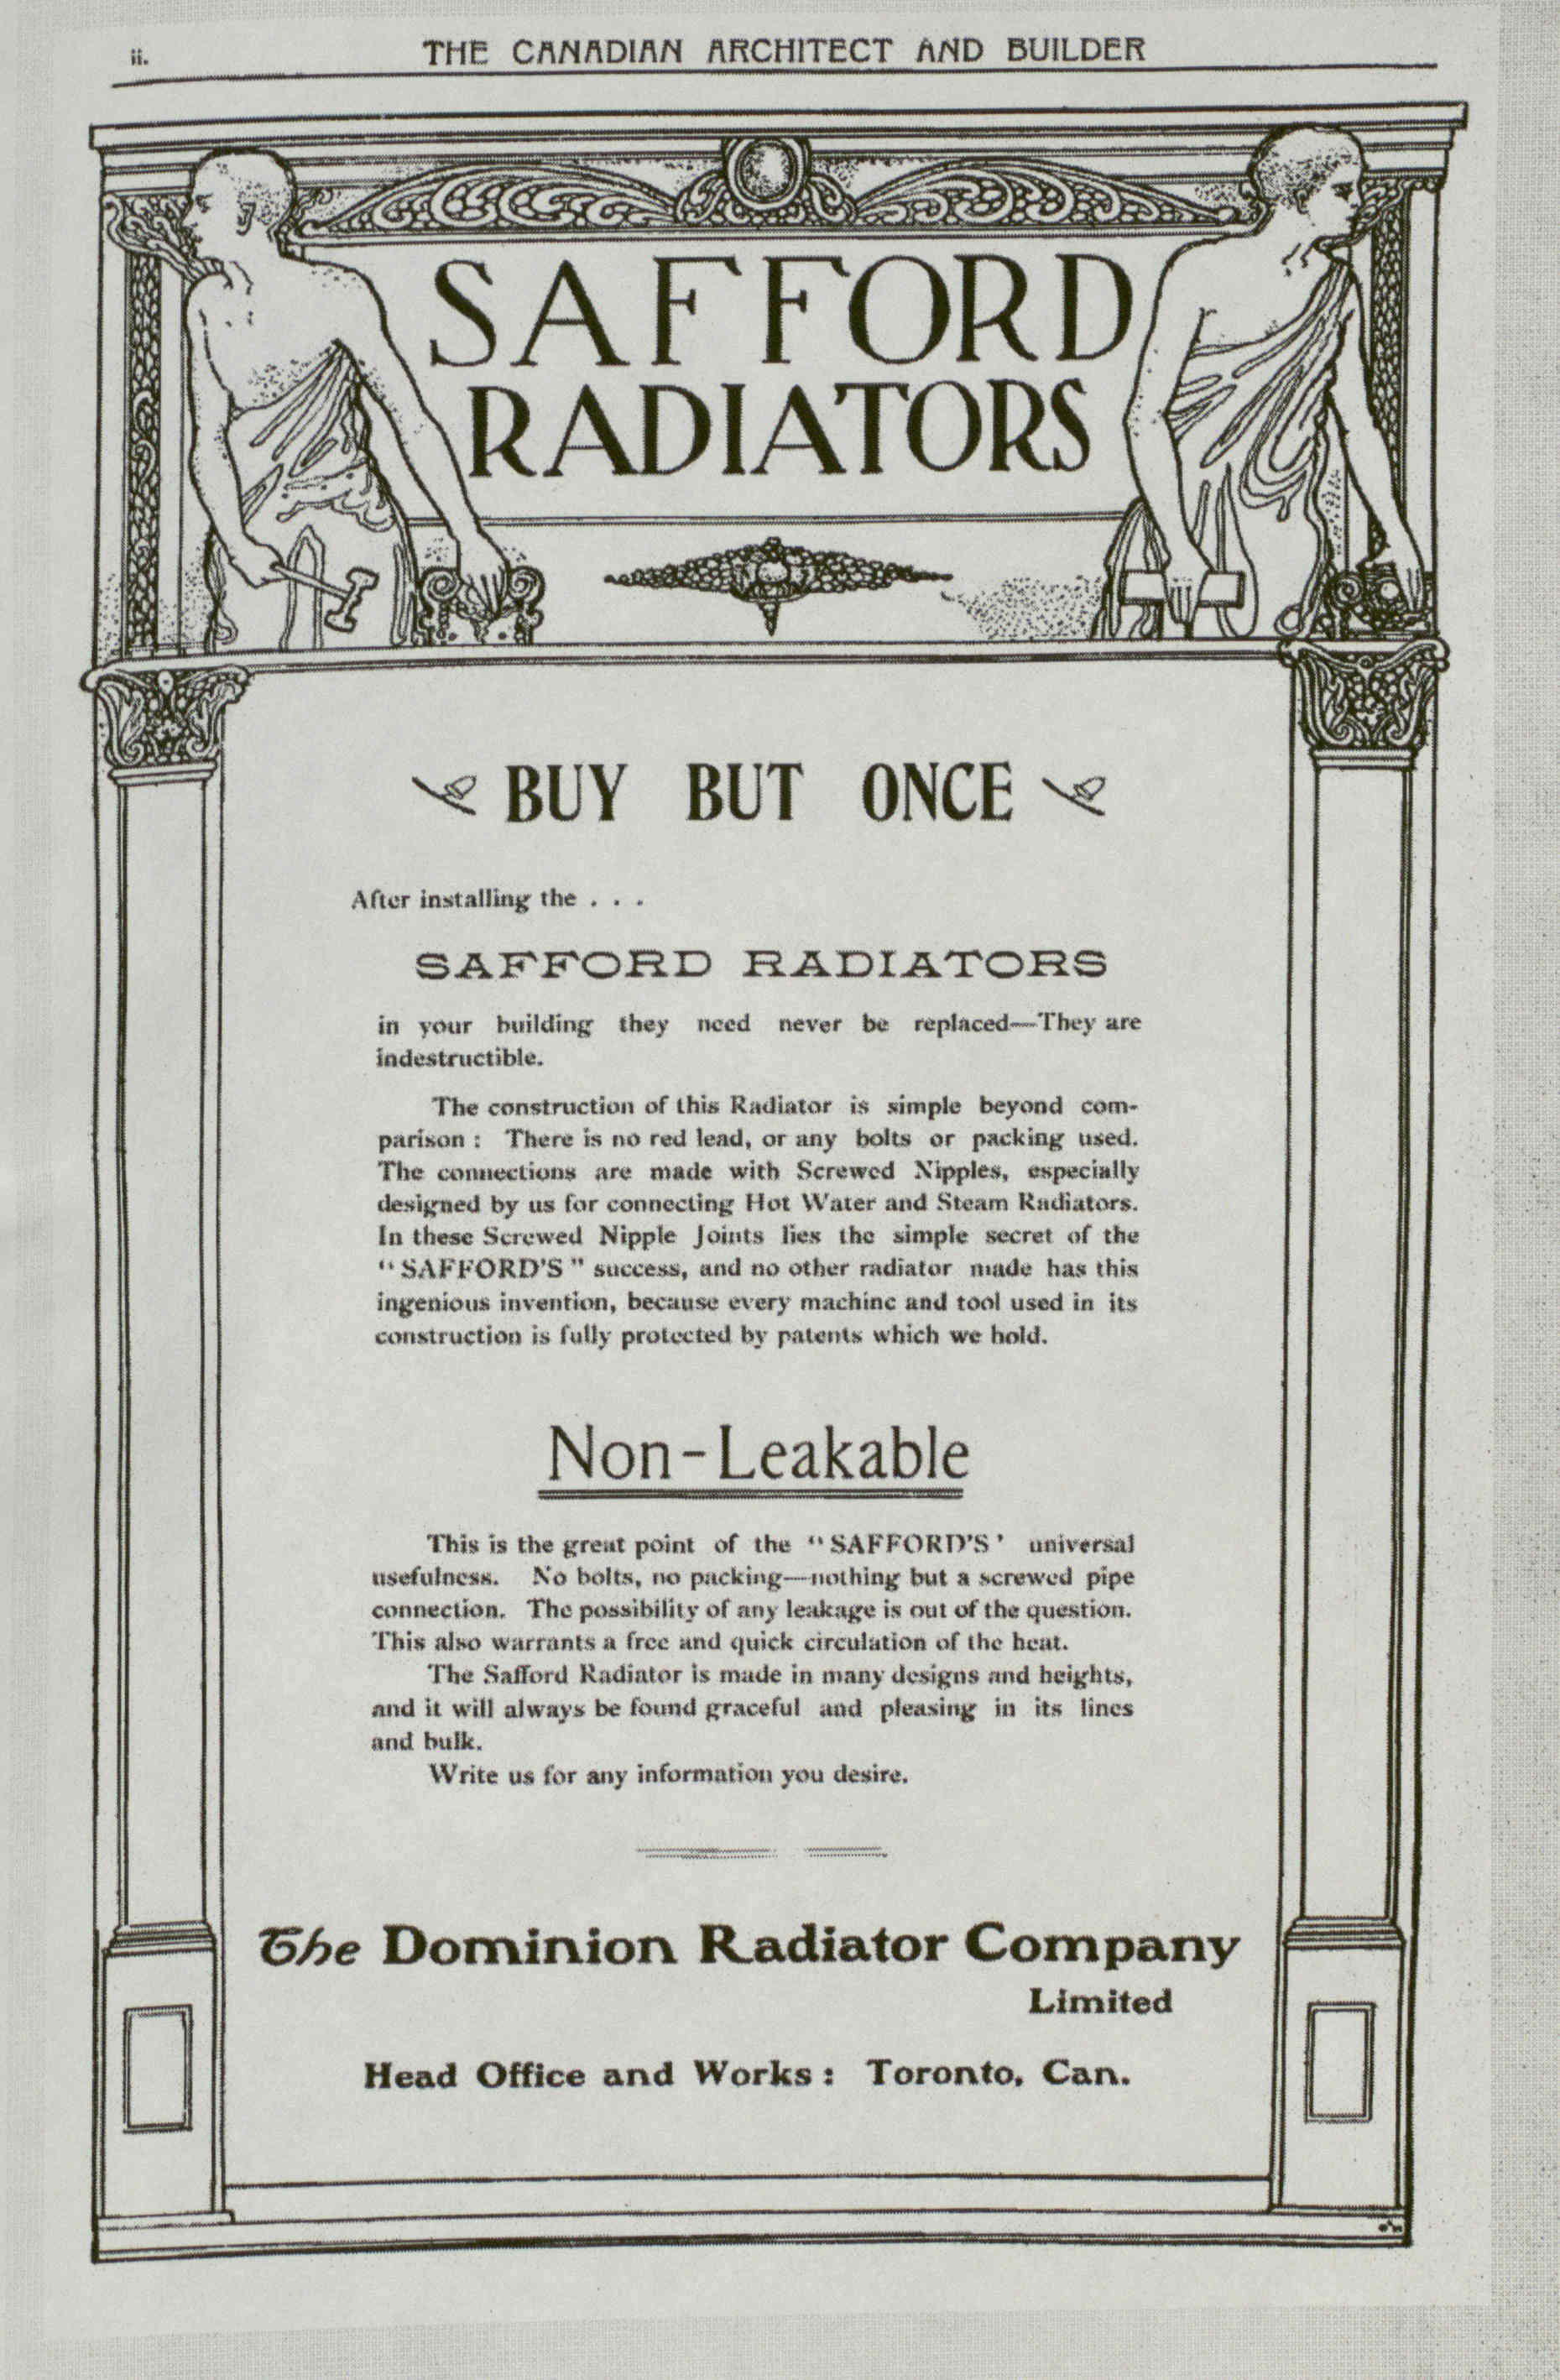 ii.
THE CANADIAN ARCHITECT AND BUILDER
SAFFORD
RADIATORS
BUY BUT ONCE
After installing the . . .
SAFFORD RADIATORS
in your building they need never be replaced—They are
indestructible.
The construction of this Radiator is simple beyond com-
parison : There is no red lead, or any bolts or packing used.
The connections are made with Screwed Nipples, especially
designed by us for connecting Hot Water and Steam Radiators.
In these Screwed Nipple Joints lies the simple secret of the
"SAFFORD'S" success, and no other radiator made has this
ingenious invention, because every machine and tool used in its
construction is fully protected by patents which we hold.
Non-Leakable
This is the great point of the "SAFFORD'S' universal
usefulness. No bolts, no packing—nothing but a screwed pipe
connection. The possibility of any leakage is out of the question.
This also warrants a free and quick circulation of the heat.
The Safford Radiator is made in many designs and heights,
and it will always be found graceful and pleasing in its lines
and bulk.
Write us for any information you desire.
The Dominion Radiator Company
Limited
Head Office and Works : Toronto, Can.